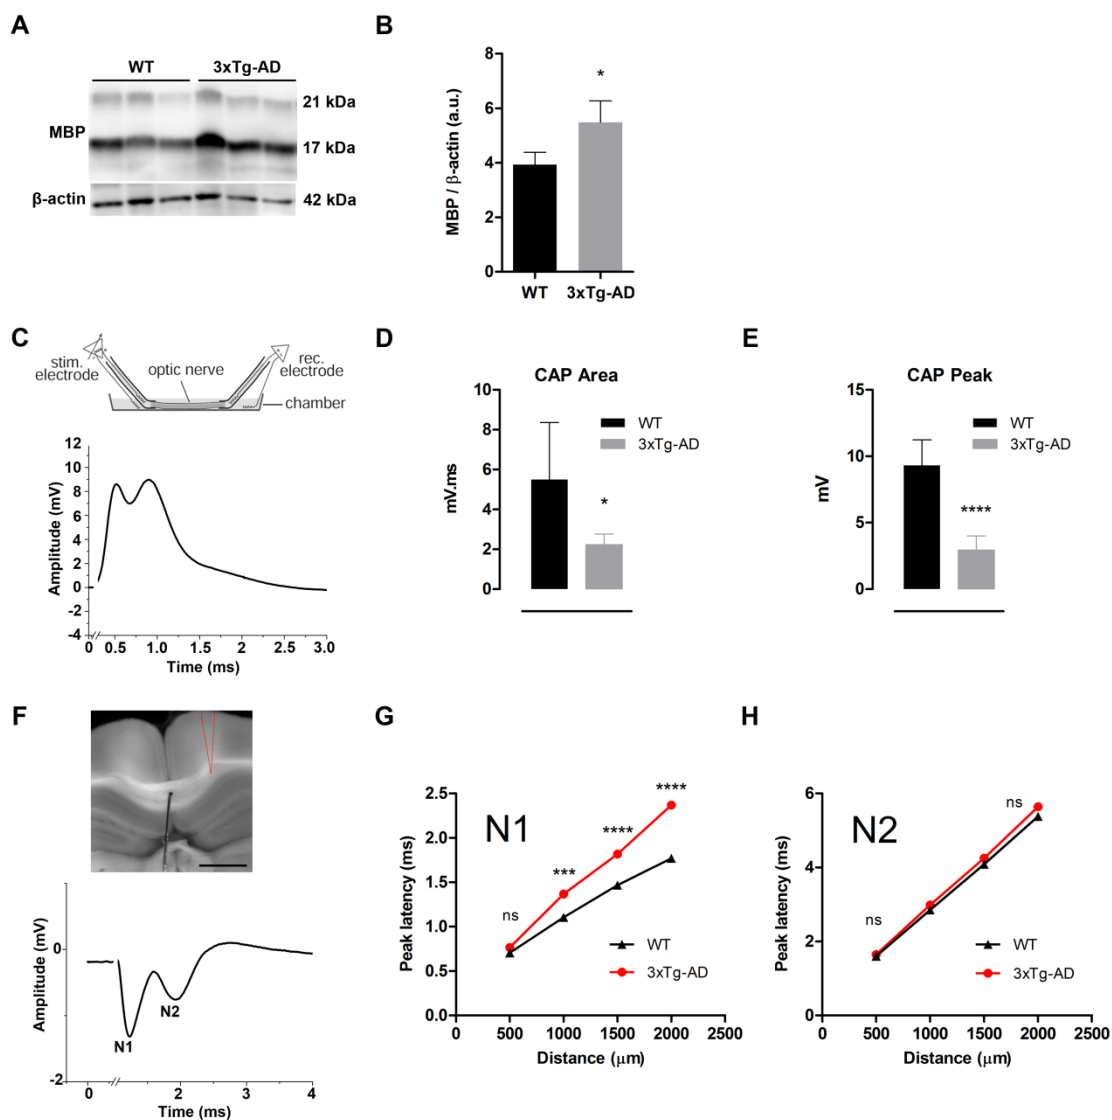 A
WT 3xTg-AD
21 kDa
MBP
17 kDa
β-actin 42 kDa
B
8
*
6
4
2
0
MBP / β-actin (a.u.)
WT 3xTg-AD
C
stim.
electrode
optic nerve
rec.
electrode
chamber
12
10
8
6
4
2
0
-2
-4
Amplitude (mV)
0 0.5 1.0 1.5 2 2.5 3.0
Time (ms)
D
CAP Area
10
8
6
4
2
0
mV.ms
WT
3xTg-AD
*
E
CAP Peak
15
10
5
0
mV
WT
3xTg-AD
****
F
0
-2
Amplitude (mV)
N1
N2
0 2 4
Time (ms)
G
N1
2.5
2.0
1.5
1.0
0.5
0.0
Peak latency (ms)
ns
***
****
****
WT
3xTg-AD
0 500 1000 1500 2000 2500
Distance (μm)
H
N2
6
4
2
0
Peak latency (ms)
ns
ns
WT
3xTg-AD
0 500 1000 1500 2000 2500
Distance (μm)